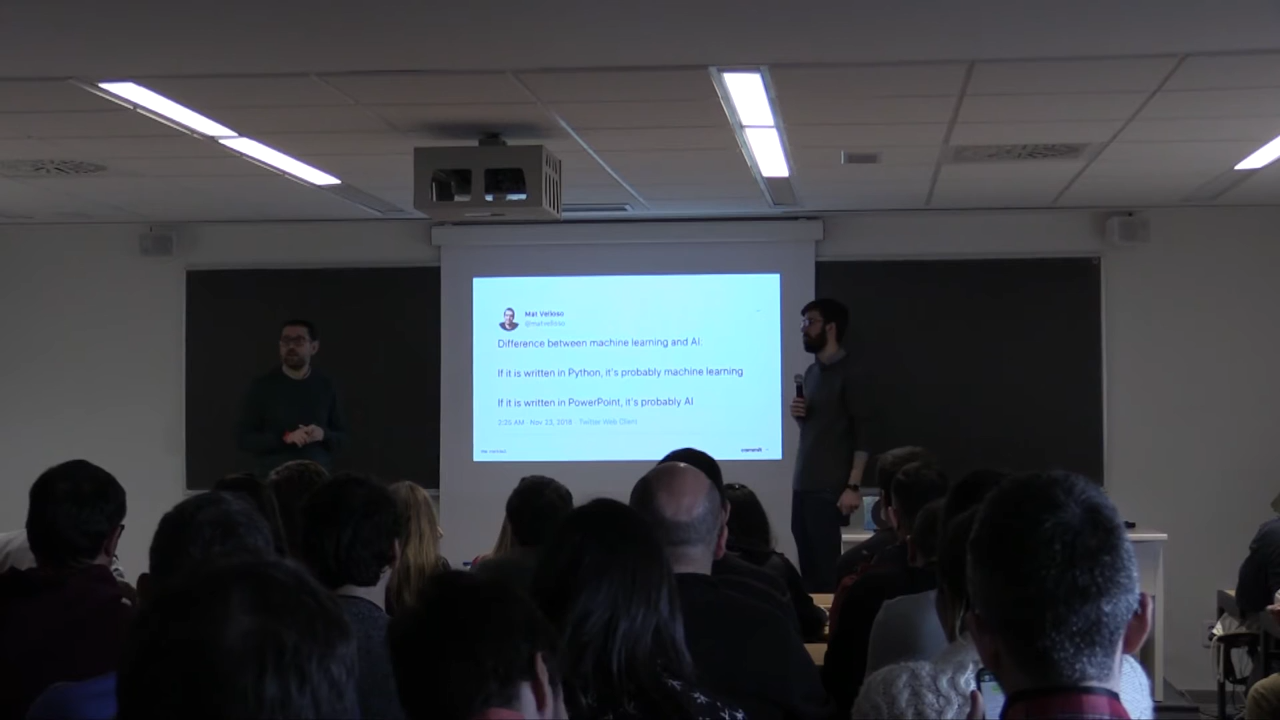 Mat Velloso
@matvelloso
Difference between machine learning and AI:
If it is written in Python, it's probably machine learning
If it is written in PowerPoint, it's probably AI
2:25 AM · Nov 23, 2018 · Twitter Web Client
commit